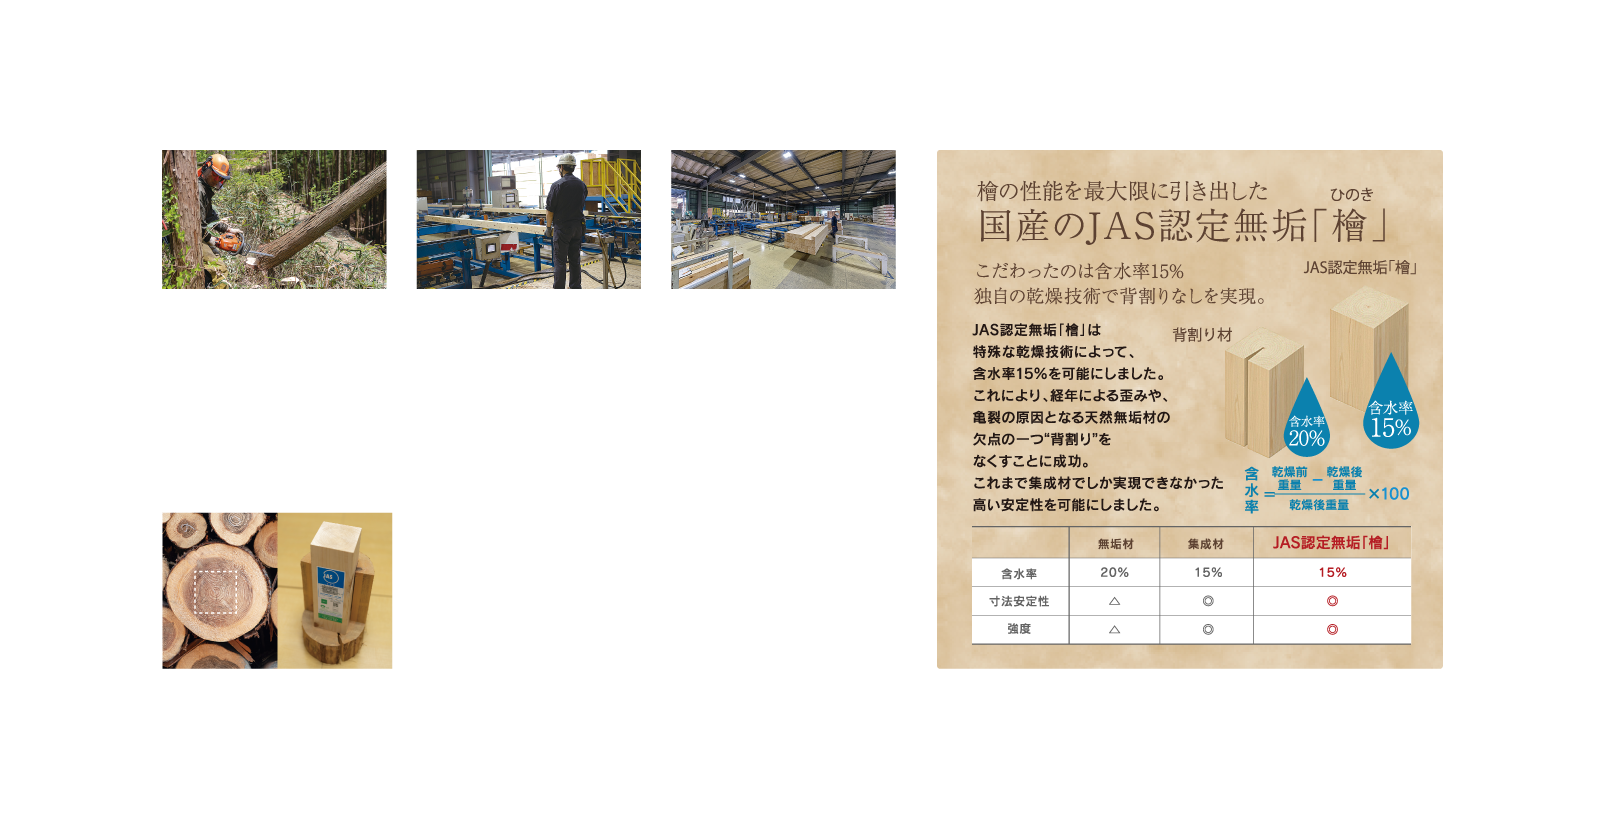 JAS
檜の性能を最大限に引き出した
ひのき
国産のJAS認定無垢「檜」
こだわったのは含水率15%
独自の乾燥技術で背割りなしを実現。
JAS認定無垢「檜」
背割り材
JAS認定無垢「檜」は
特殊な乾燥技術によって、
含水率15%を可能にしました。
これにより、経年による歪みや、
亀裂の原因となる天然無垢材の
欠点の一つ“背割り”を
なくすことに成功。
これまで集成材でしか実現できなかった
高い安定性を可能にしました。
含水率
20%
含水率
15%
含水率 = 乾燥前重量 − 乾燥後重量 ×100
乾燥後重量
無垢材 集成材 JAS認定無垢「檜」
含水率 20% 15% 15%
寸法安定性 △ ◎ ◎
強度 △ ◎ ◎